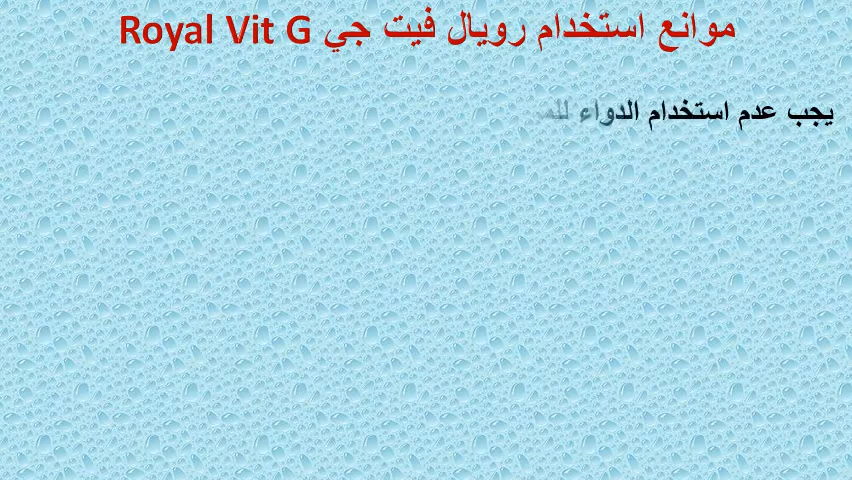 موانع استخدام رويال فيت جي Royal Vit G
يجب عدم استخدام الدواء